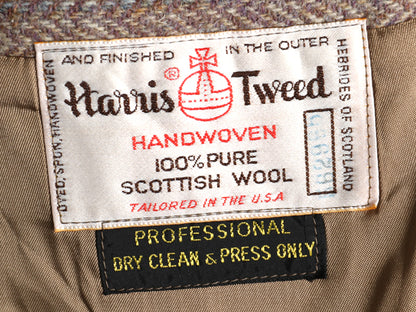 DYED, SPUN, HANDWOVEN
AND FINISHED IN THE OUTER
HEBRIDES OF SCOTLAND
Harris ® Tweed
HANDWOVEN
100% PURE
SCOTTISH WOOL
TAILORED IN THE U.S.A
PROFESSIONAL
DRY CLEAN & PRESS ONLY